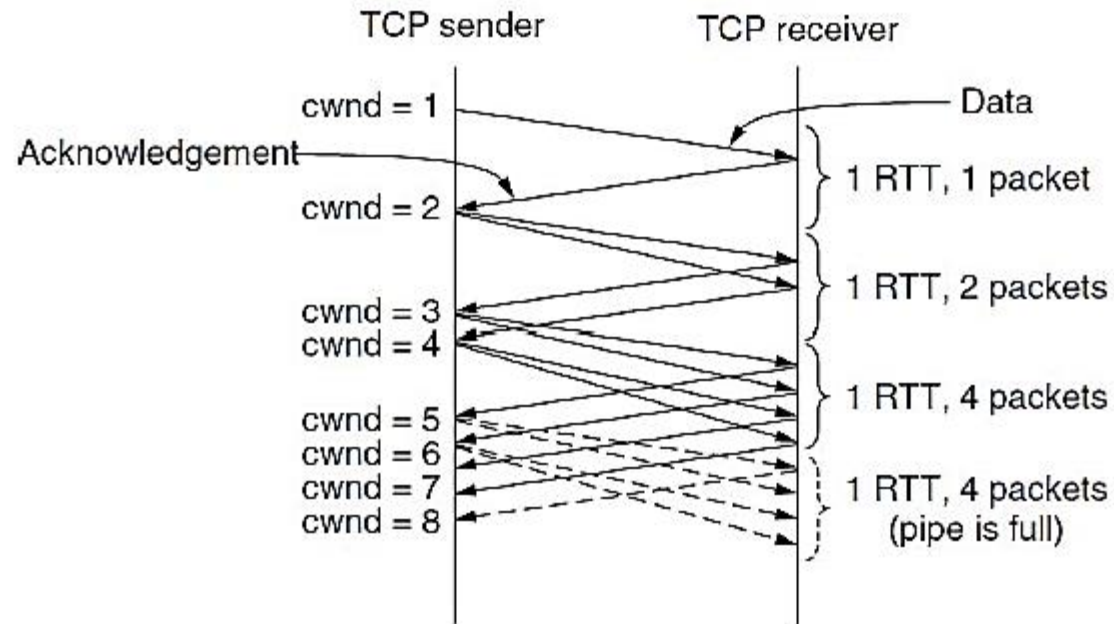 TCP sender
TCP receiver
cwnd = 1
Data
Acknowledgement
1 RTT, 1 packet
cwnd = 2
1 RTT, 2 packets
cwnd = 3
cwnd = 4
1 RTT, 4 packets
cwnd = 5
cwnd = 6
cwnd = 7
1 RTT, 4 packets
(pipe is full)
cwnd = 8